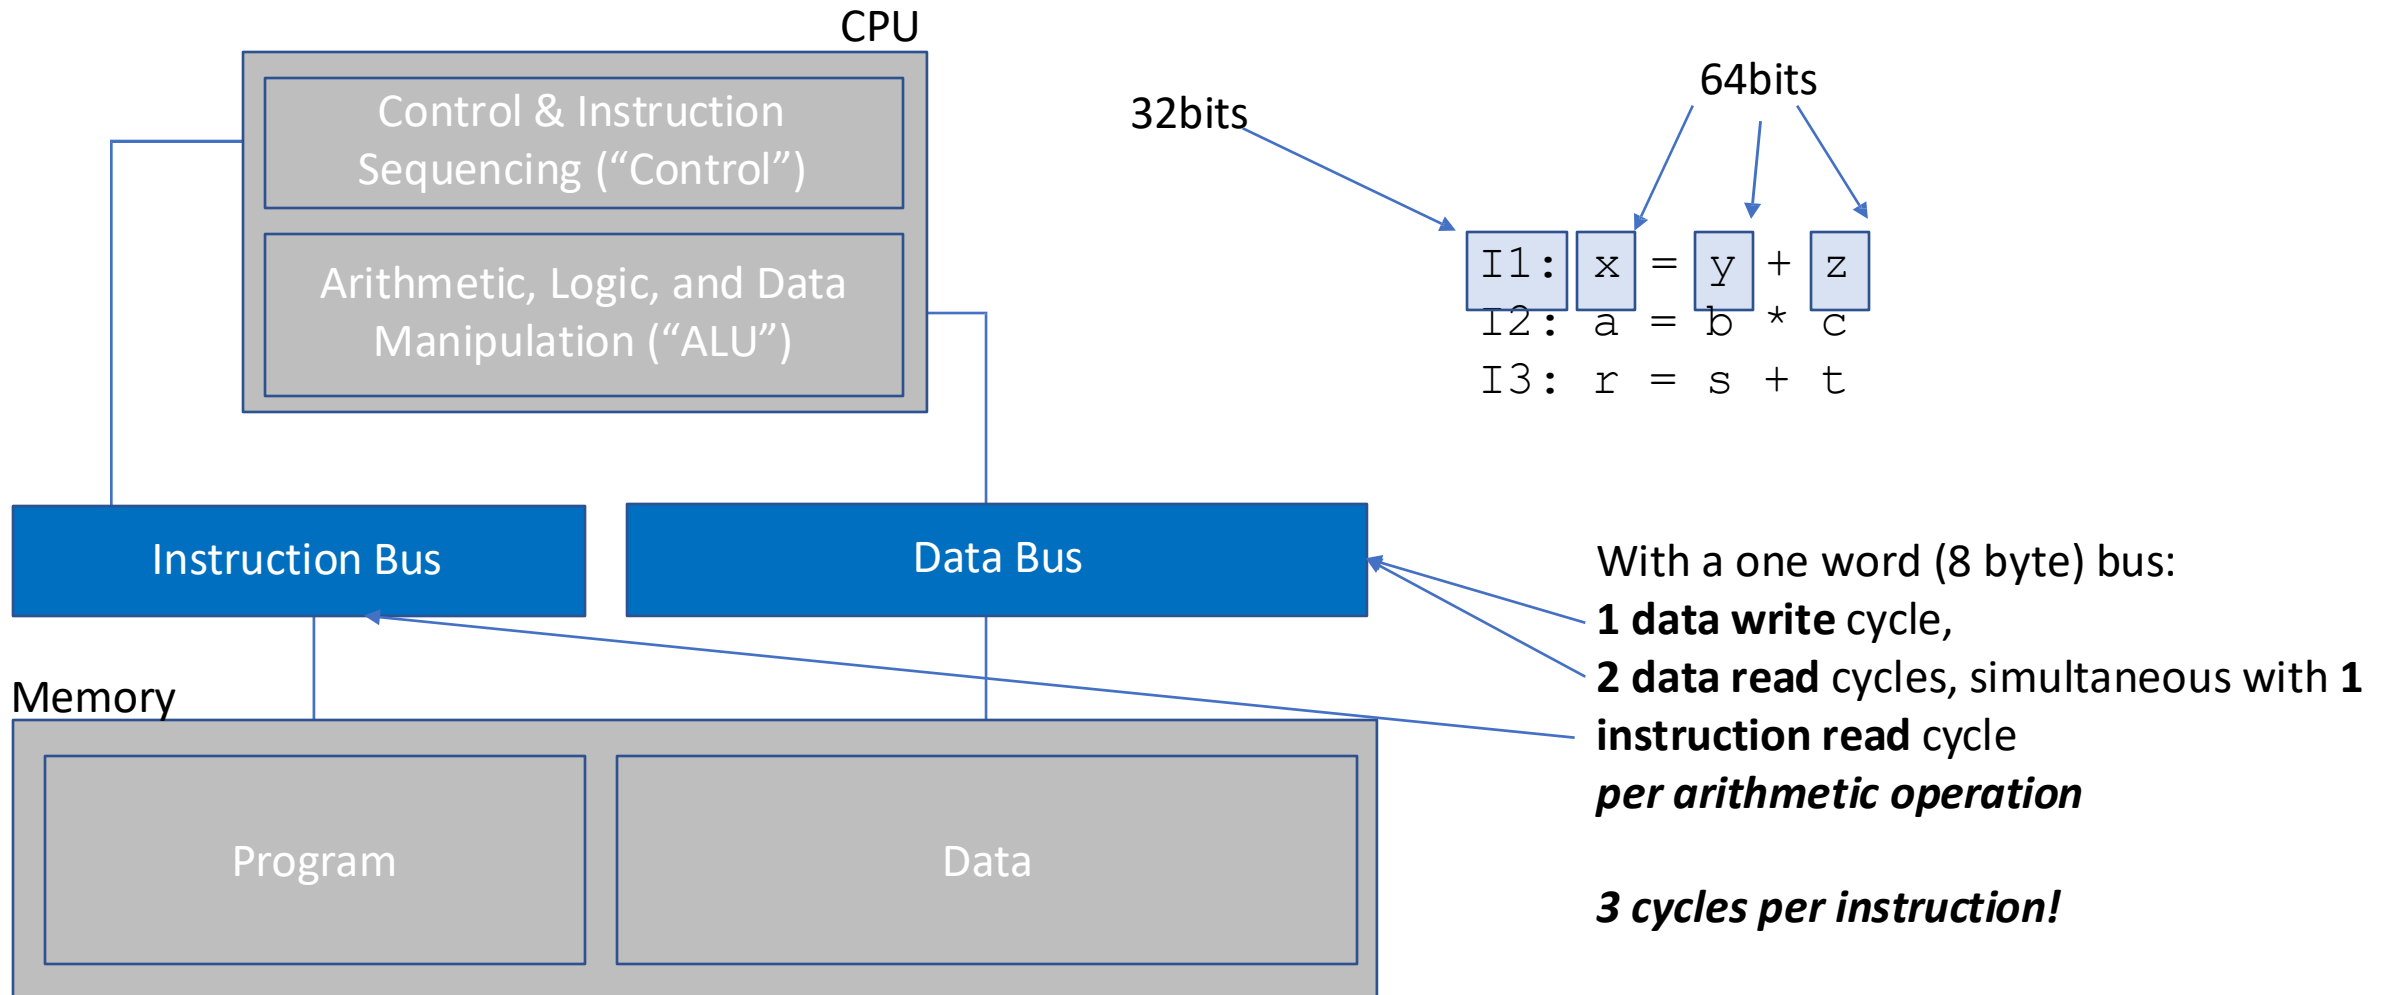 CPU
Control & Instruction
Sequencing (“Control”)
Arithmetic, Logic, and Data
Manipulation (“ALU”)
32bits
64bits
I1: x = y + z
I2: a = b * c
I3: r = s + t
Instruction Bus
Data Bus
With a one word (8 byte) bus:
1 data write cycle,
2 data read cycles, simultaneous with 1
instruction read cycle
per arithmetic operation
3 cycles per instruction!
Memory
Program
Data